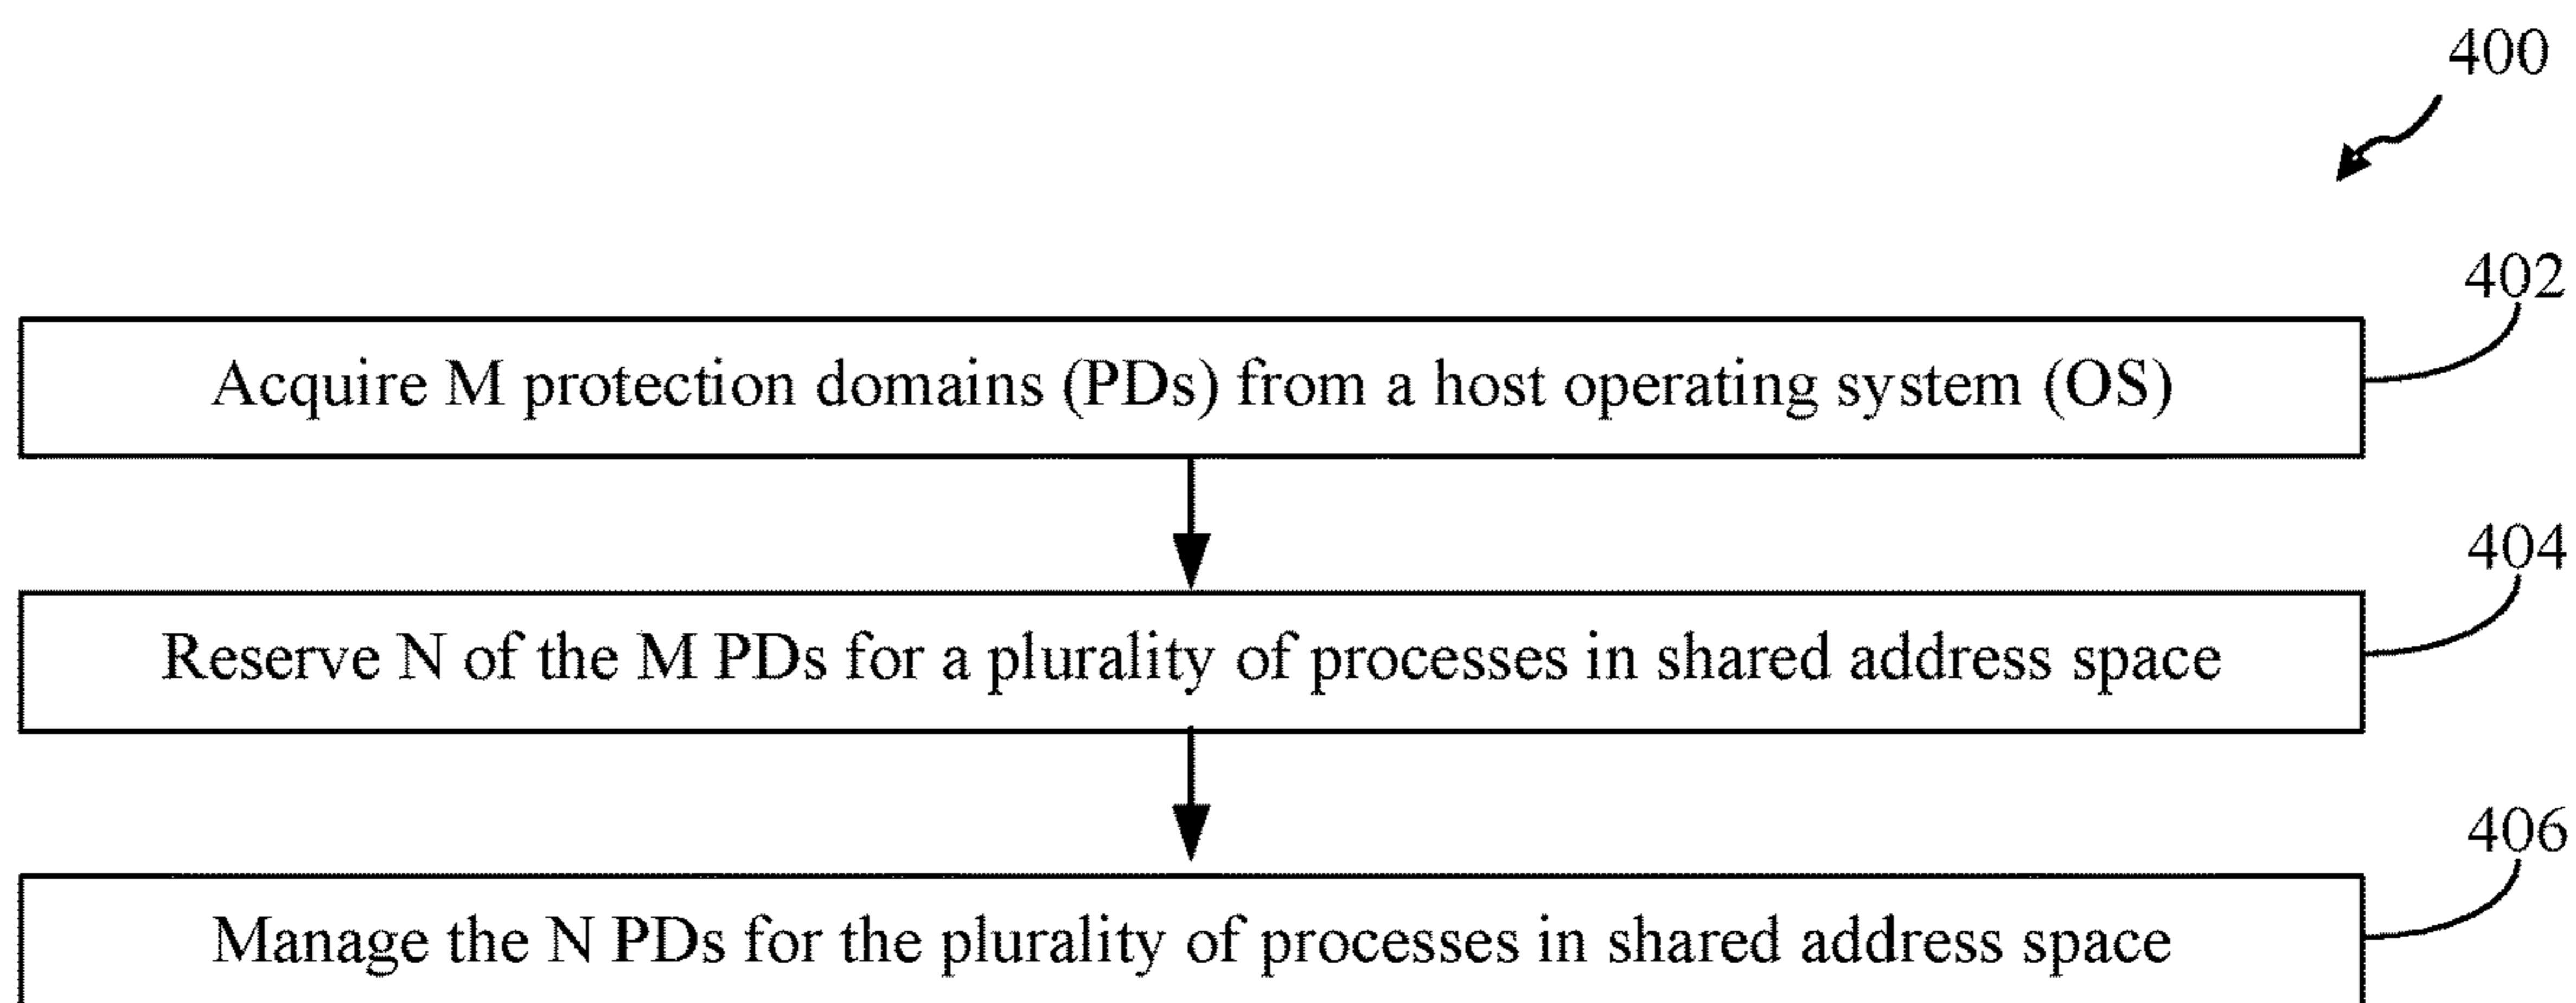 400
402
Acquire M protection domains (PDs) from a host operating system (OS)
404
Reserve N of the M PDs for a plurality of processes in shared address space
406
Manage the N PDs for the plurality of processes in shared address space